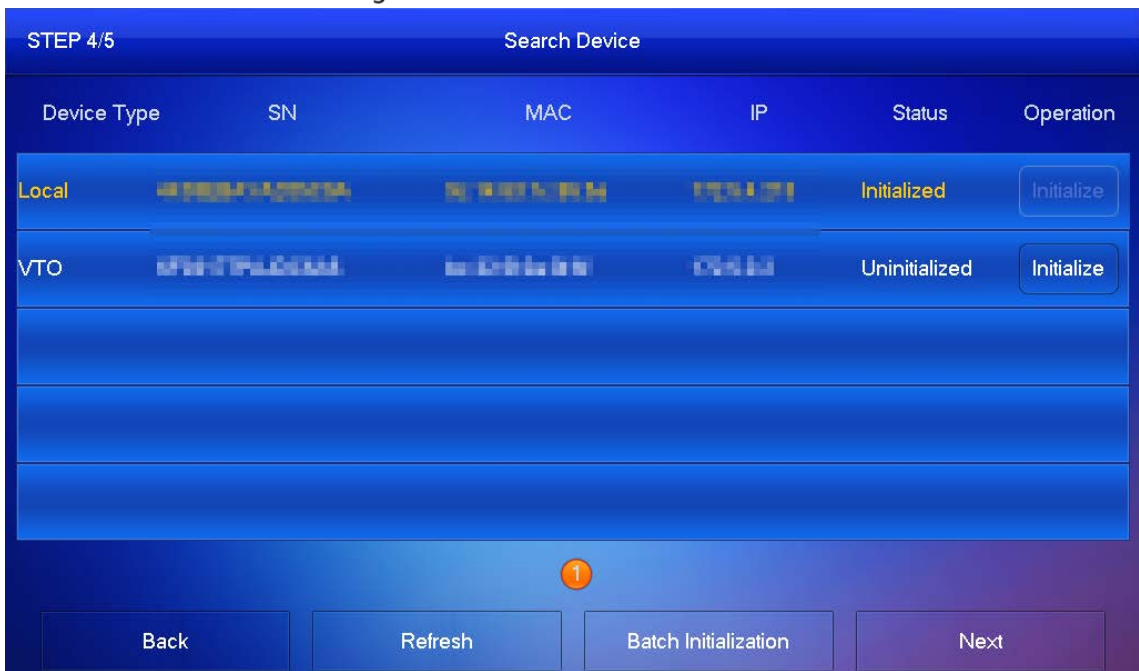 STEP 4/5 Search Device
Device Type SN MAC IP Status Operation
Local Initialized Initialize
VTO Uninitialized Initialize
1
Back Refresh Batch Initialization Next